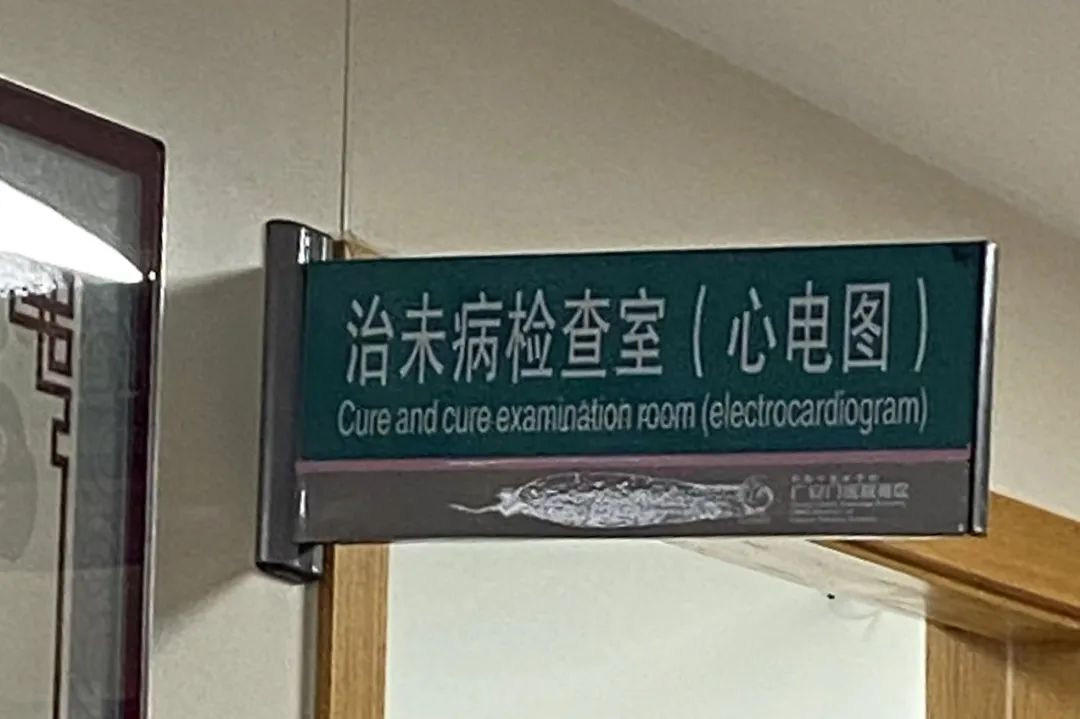 治未病检查室（心电图）
Cure and cure examination room (electrocardiogram)